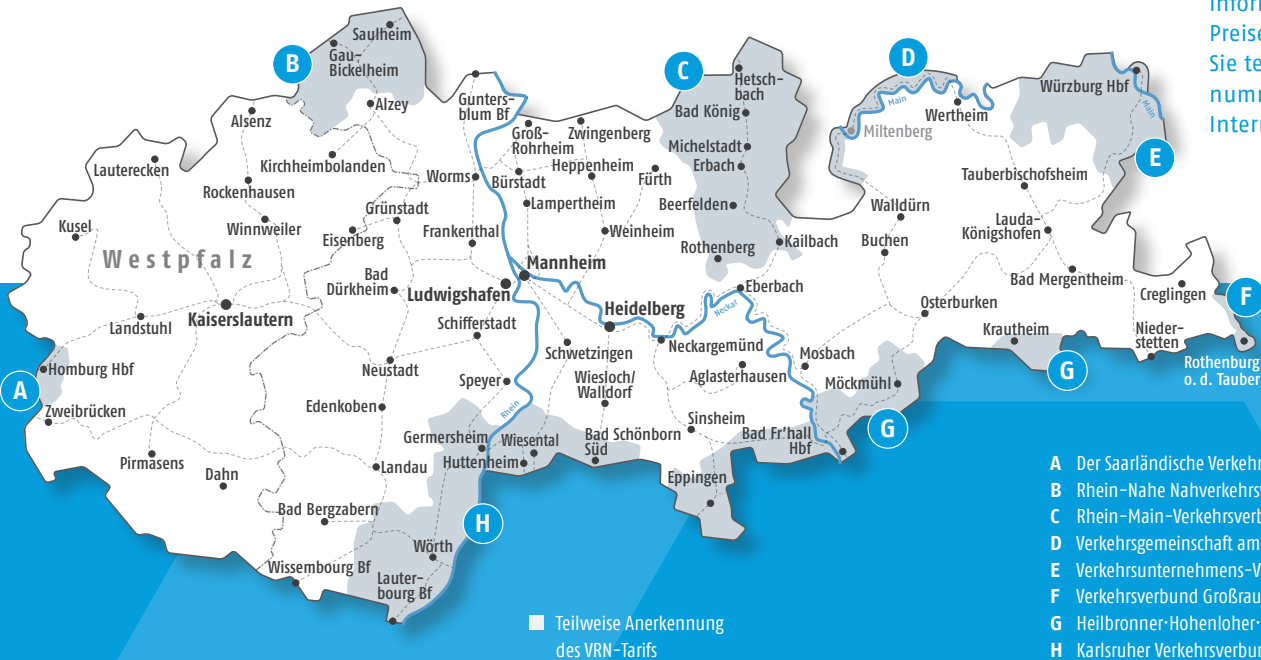 Preise
Sie te
Saulheim
Gau-
Bickelheim
B
C
D
Hetsch-
bach
Würzburg Hbf
Main
Main
Wertheim
Miltenberg
E
Alzey
Gunters-
blum Bf
Alsenz
Groß-
Rohrheim
Zwingenberg
Bad König
Michelstadt
Erbach
Lauterecken
Kirchheimbolanden
Heppenheim
Worms
Bürstadt
Fürth
Rockenhausen
Tauberbischofsheim
Grünstadt
Lampertheim
Beerfelden
Walldürn
Kusel
Winnweiler
Eisenberg
Frankenthal
Weinheim
Rothenberg
Kailbach
Buchen
Lauda-
Königshofen
Westpfalz
Mannheim
Bad
Dürkheim
Ludwigshafen
Eberbach
Bad Mergentheim
Creglingen
F
Kaiserslautern
Heidelberg
Neckar
Osterburken
Landstuhl
Schifferstadt
Krautheim
Nieder-
stetten
Schwetzingen
Neckargemünd
Mosbach
Rothenburg
o. d. Tauber
A
Homburg Hbf
Neustadt
Speyer
Wiesloch/
Walldorf
Aglasterhausen
Möckmühl
G
Zweibrücken
Edenkoben
Rhein
Sinsheim
G
Germersheim
Wiesental
Bad Schönborn
Süd
Bad Fr'hall
Hbf
Pirmasens
Dahn
Landau
Huttenheim
Eppingen
Bad Bergzabern
H
Wörth
Wissembourg Bf
Lauter-
bourg Bf
Teilweise Anerkennung
des VRN-Tarifs
A Der Saarländische Verkehr
B Rhein-Nahe Nahverkehrs
C Rhein-Main-Verkehrsverb
D Verkehrsgemeinschaft am
E Verkehrsunternehmens-V
F Verkehrsverbund Großrau
G Heilbronner·Hohenloher·
H Karlsruher Verkehrsverbu